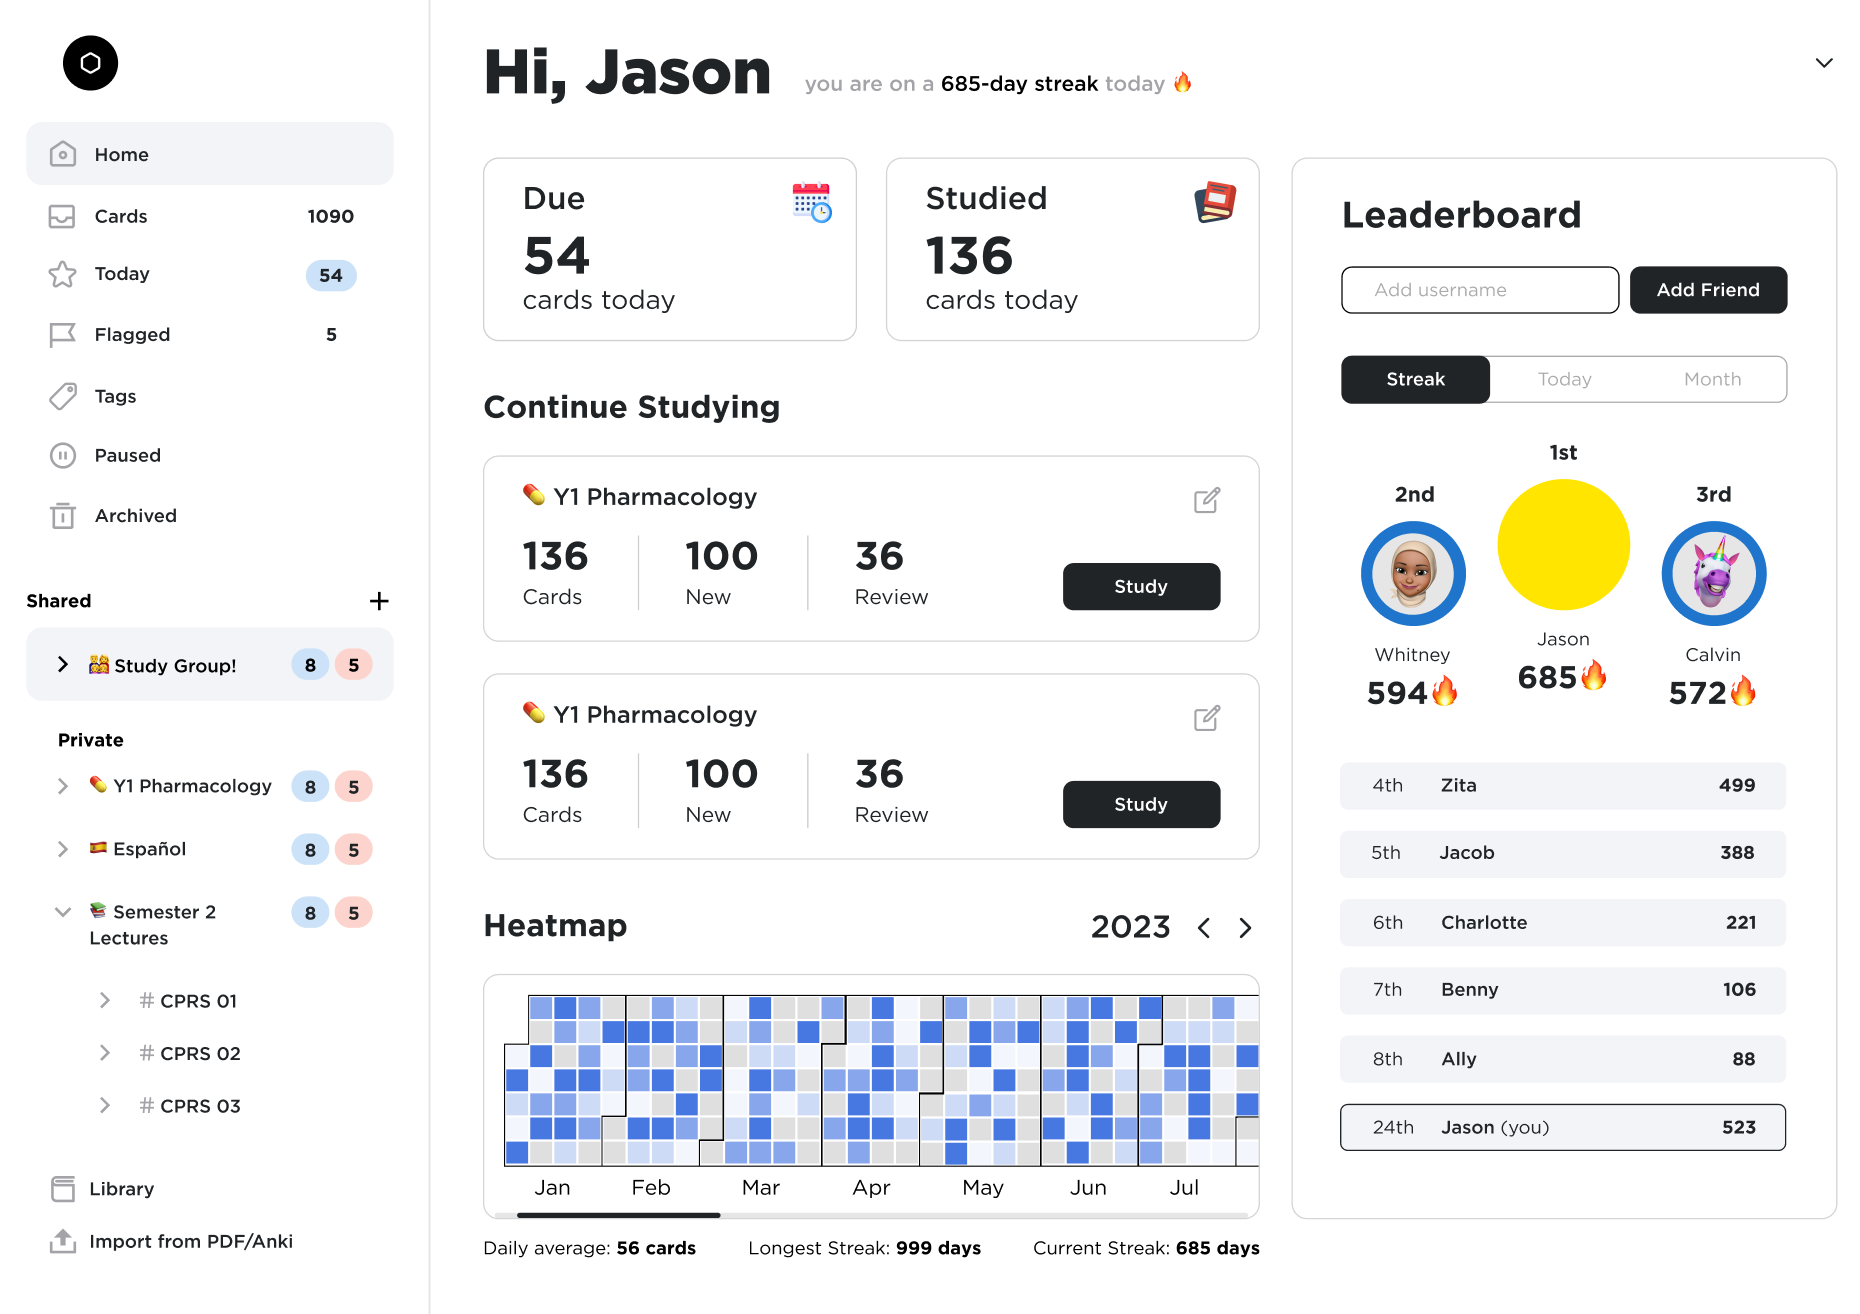 Hi, Jason
you are on a 685-day streak today 🔥
Home
Cards 1090
Today 54
Flagged 5
Tags
Paused
Archived
Shared
Study Group! 8 5
Private
Y1 Pharmacology 8 5
Español 8 5
Semester 2 8 5
Lectures
# CPRS 01
# CPRS 02
# CPRS 03
Library
Import from PDF/Anki
Due
54
cards today
Studied
136
cards today
Continue Studying
Y1 Pharmacology
136 100 36
Cards New Review
Study
Y1 Pharmacology
136 100 36
Cards New Review
Study
Heatmap 2023
Jan Feb Mar Apr May Jun Jul
Daily average: 56 cards Longest Streak: 999 days Current Streak: 685 days
Leaderboard
Add username Add Friend
Streak Today Month
1st
2nd 3rd
Jason
685
Whitney Calvin
594 572
4th Zita 499
5th Jacob 388
6th Charlotte 221
7th Benny 106
8th Ally 88
24th Jason (you) 523